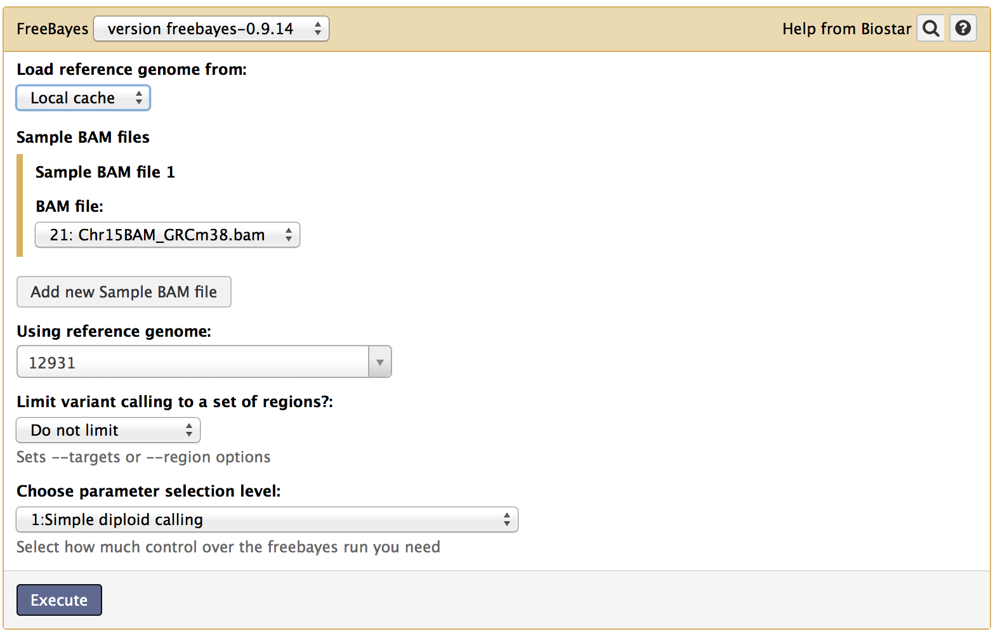 FreeBayes version freebayes-0.9.14 Help from Biostar
Load reference genome from:
Local cache
Sample BAM files
Sample BAM file 1
BAM file:
21: Chr15BAM_GRCm38.bam
Add new Sample BAM file
Using reference genome:
12931
Limit variant calling to a set of regions?:
Do not limit
Sets --targets or --region options
Choose parameter selection level:
1:Simple diploid calling
Select how much control over the freebayes run you need
Execute